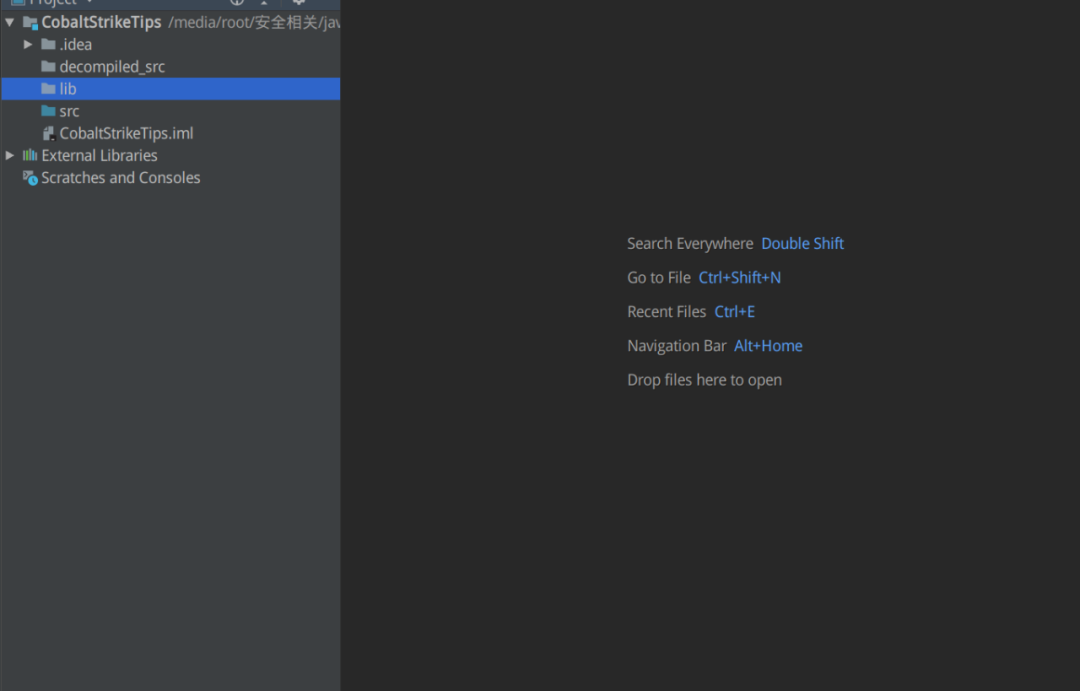 Project
CobaltStrikeTips /media/root/安全相关/jav
.idea
decompiled_src
lib
src
CobaltStrikeTips.iml
External Libraries
Scratches and Consoles
Search Everywhere Double Shift
Go to File Ctrl+Shift+N
Recent Files Ctrl+E
Navigation Bar Alt+Home
Drop files here to open